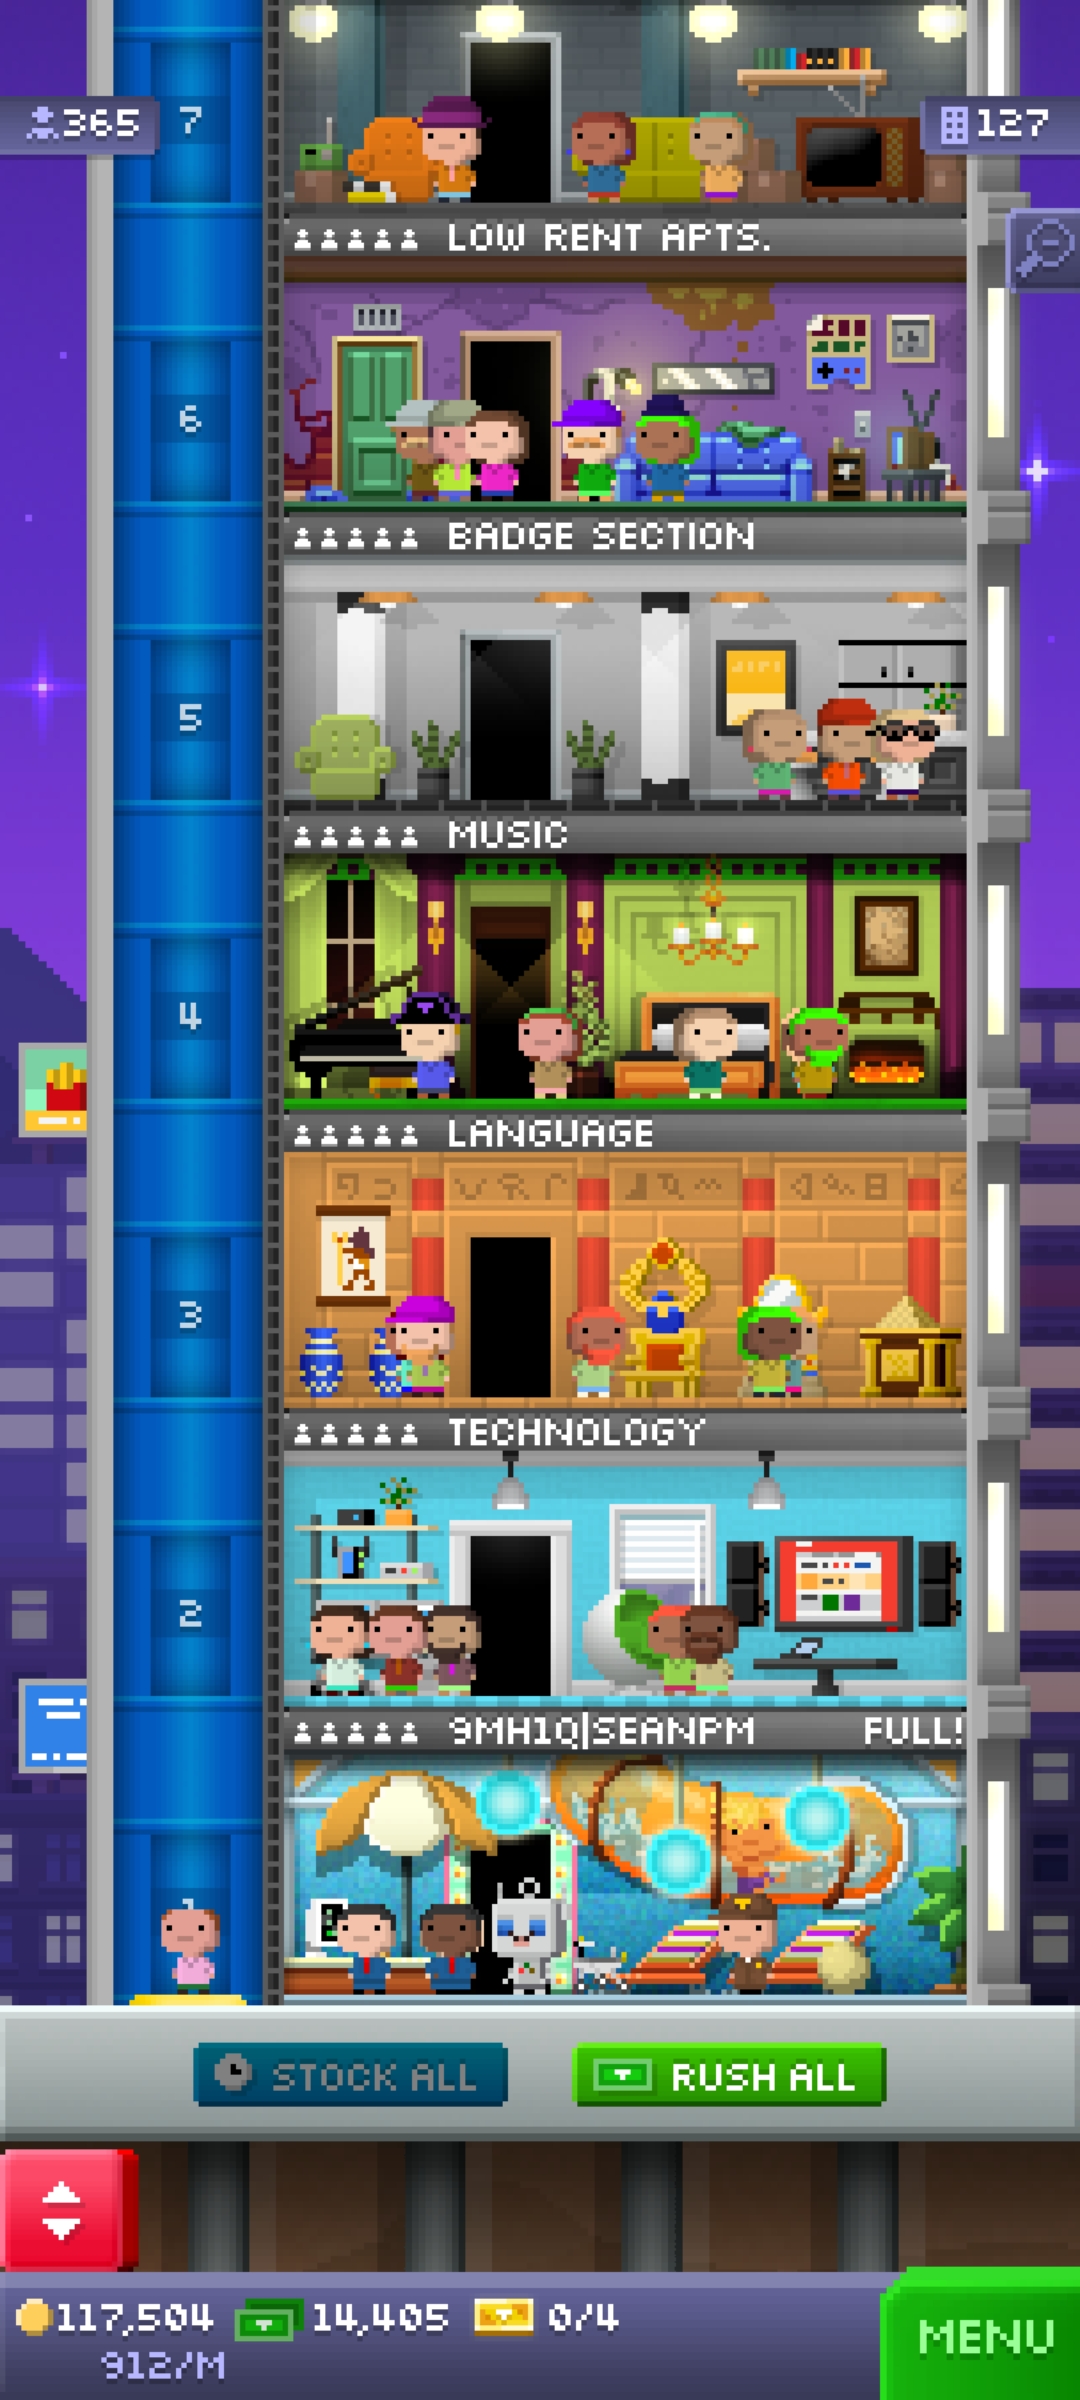 365
7
127
LOW RENT APTS.
6
BADGE SECTION
5
MUSIC
4
LANGUAGE
3
TECHNOLOGY
2
9MH1Q|SEANPM FULL!
STOCK ALL
RUSH ALL
117,504
14,405
0/4
912/M
MENU